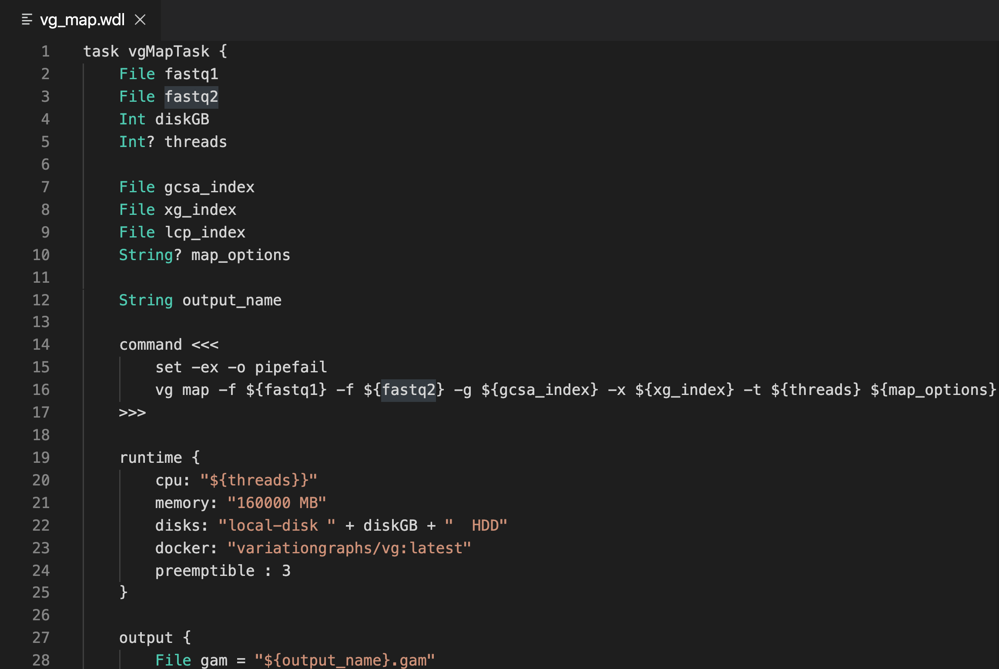 vg_map.wdl
1 task vgMapTask {
2     File fastq1
3     File fastq2
4     Int diskGB
5     Int? threads
6
7     File gcsa_index
8     File xg_index
9     File lcp_index
10     String? map_options
11
12     String output_name
13
14     command <<<
15         set -ex -o pipefail
16         vg map -f ${fastq1} -f ${fastq2} -g ${gcsa_index} -x ${xg_index} -t ${threads} ${map_options}
17     >>>
18
19     runtime {
20         cpu: "${threads}}"
21         memory: "160000 MB"
22         disks: "local-disk " + diskGB + "  HDD"
23         docker: "variationgraphs/vg:latest"
24         preemptible : 3
25     }
26
27     output {
28         File gam = "${output_name}.gam"